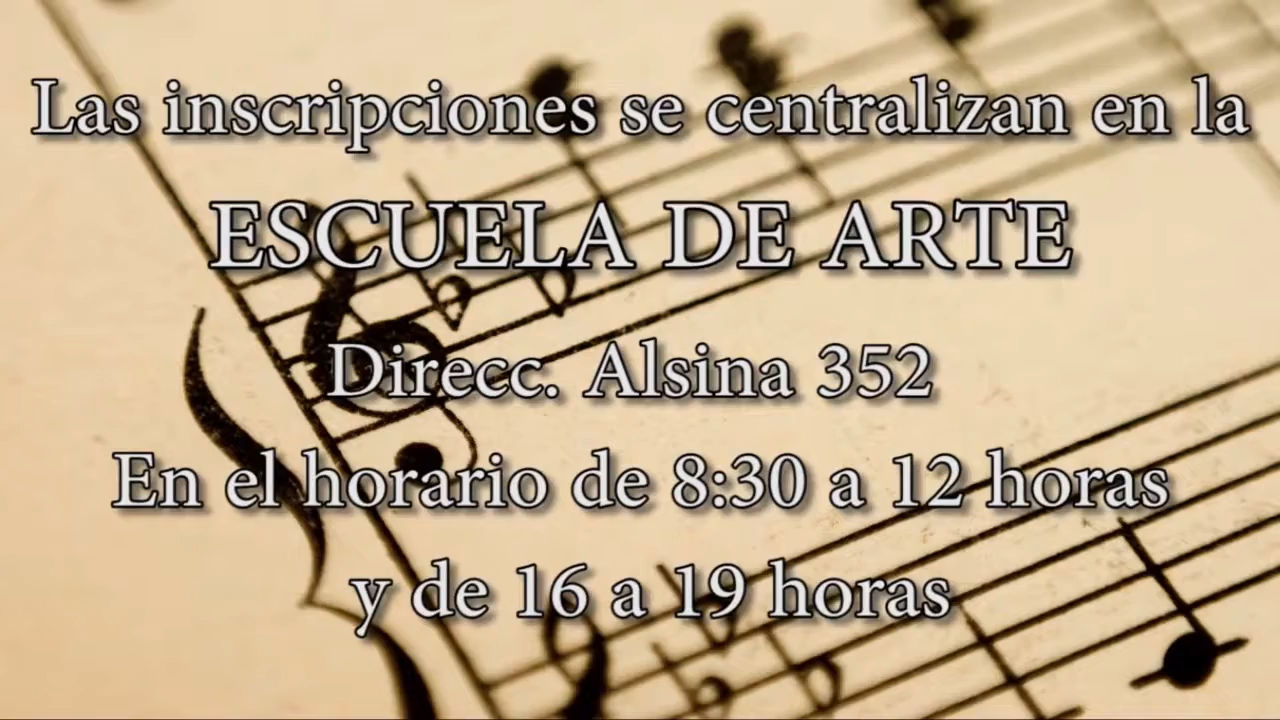 Las inscripciones se centralizan en la
ESCUELA DE ARTE
Direcc. Alsina 352
En el horario de 8:30 a 12 horas
y de 16 a 19 horas